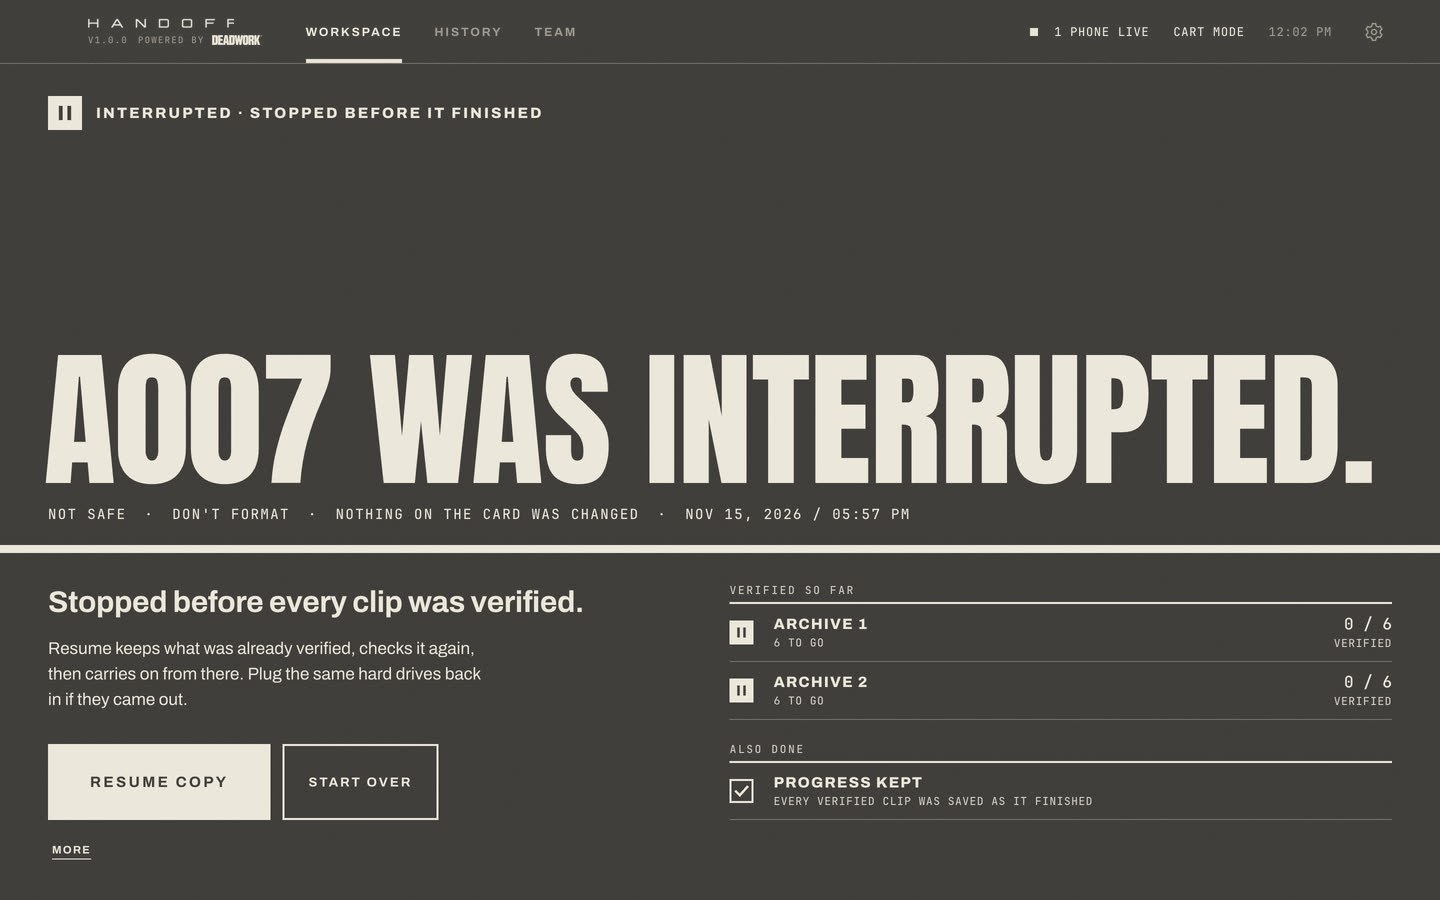 HANDOFF
V1.0.0 POWERED BY DEADWORK
WORKSPACE
HISTORY
TEAM
1 PHONE LIVE
CART MODE
12:02 PM
INTERRUPTED · STOPPED BEFORE IT FINISHED
A007 WAS INTERRUPTED.
NOT SAFE · DON'T FORMAT · NOTHING ON THE CARD WAS CHANGED · NOV 15, 2026 / 05:57 PM
Stopped before every clip was verified.
Resume keeps what was already verified, checks it again,
then carries on from there. Plug the same hard drives back
in if they came out.
RESUME COPY
START OVER
MORE
VERIFIED SO FAR
ARCHIVE 1
6 TO GO
0 / 6
VERIFIED
ARCHIVE 2
6 TO GO
0 / 6
VERIFIED
ALSO DONE
PROGRESS KEPT
EVERY VERIFIED CLIP WAS SAVED AS IT FINISHED